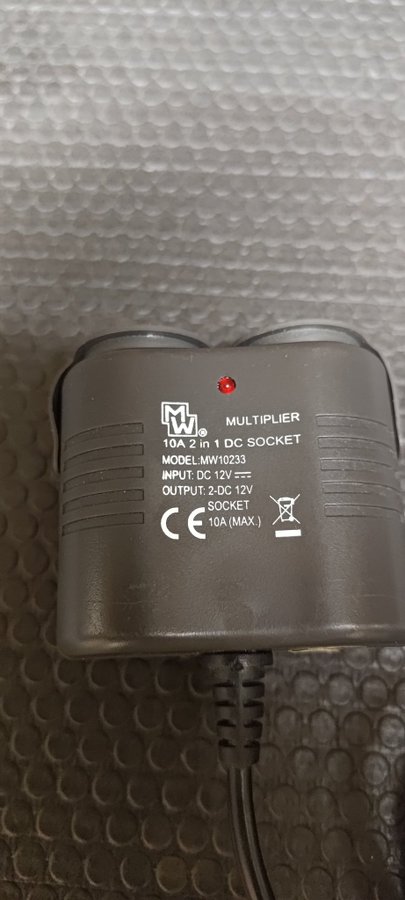 MW®
MULTIPLIER
10A 2 in 1 DC SOCKET
MODEL:MW10233
INPUT: DC 12V ⎓
OUTPUT: 2-DC 12V
SOCKET
10A (MAX.)
CE